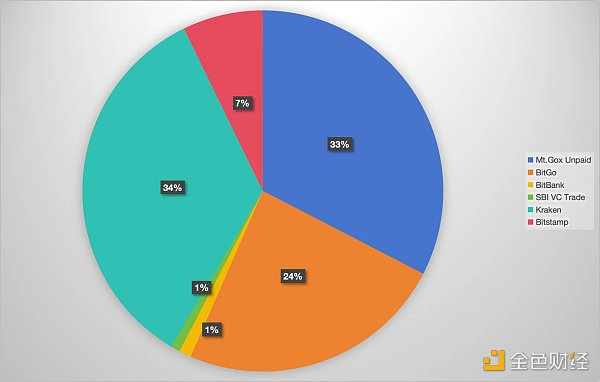 7%
33%
34%
24%
1%
1%
Mt.Gox Unpaid
BitGo
BitBank
SBI VC Trade
Kraken
Bitstamp
金色财经